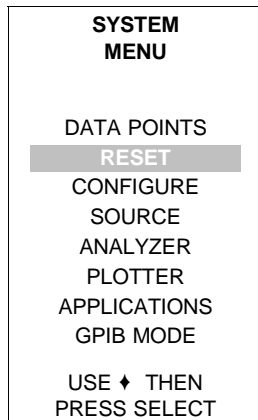 SYSTEM
MENU
DATA POINTS
RESET
CONFIGURE
SOURCE
ANALYZER
PLOTTER
APPLICATIONS
GPIB MODE
USE ♦ THEN
PRESS SELECT